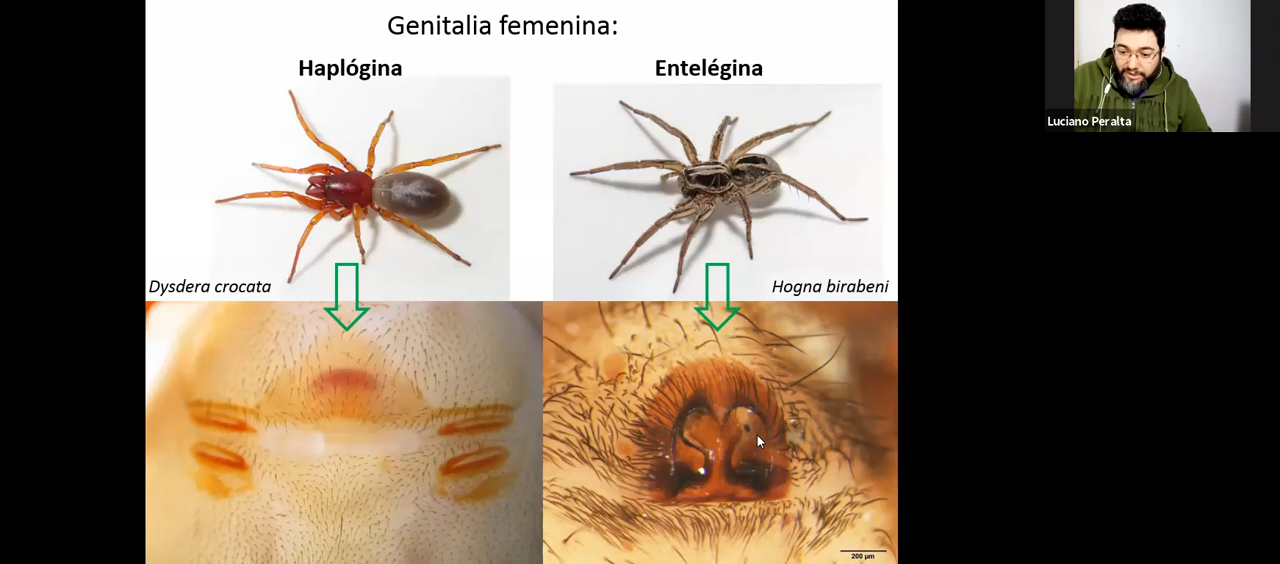 Genitalia femenina:
Haplógina
Entelégina
Luciano Peralta
Dysdera crocata
Hogna birabeni
200 µm